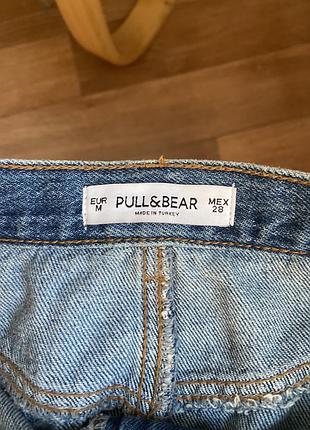 EUR M PULL&BEAR MEX 28
MADE IN TURKEY